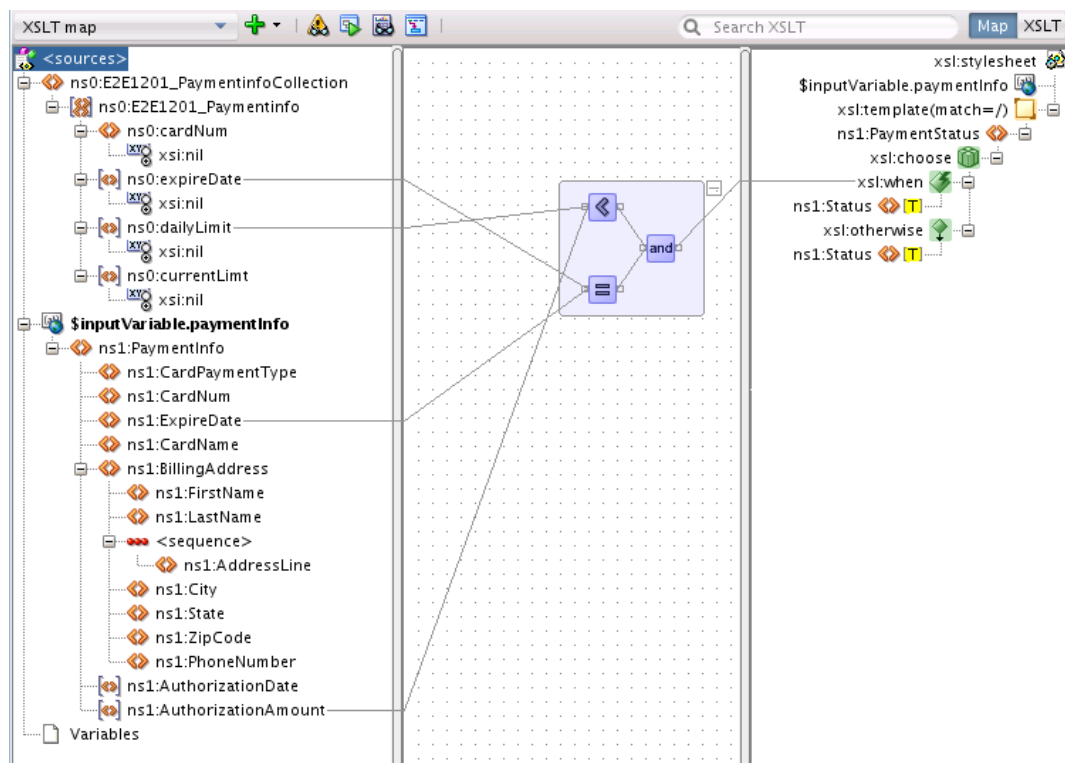 XSLT map
Search XSLT
Map
XSLT
<sources>
ns0:E2E1201_PaymentinfoCollection
ns0:E2E1201_Paymentinfo
ns0:cardNum
xsi:nil
ns0:expireDate
xsi:nil
ns0:dailyLimit
xsi:nil
ns0:currentLimt
xsi:nil
$inputVariable.paymentInfo
ns1:PaymentInfo
ns1:CardPaymentType
ns1:CardNum
ns1:ExpireDate
ns1:CardName
ns1:BillingAddress
ns1:FirstName
ns1:LastName
<sequence>
ns1:AddressLine
ns1:City
ns1:State
ns1:ZipCode
ns1:PhoneNumber
ns1:AuthorizationDate
ns1:AuthorizationAmount
Variables
<
and
=
xsl:stylesheet
$inputVariable.paymentInfo
xsl:template(match=/)
ns1:PaymentStatus
xsl:choose
xsl:when
ns1:Status [T]
xsl:otherwise
ns1:Status [T]